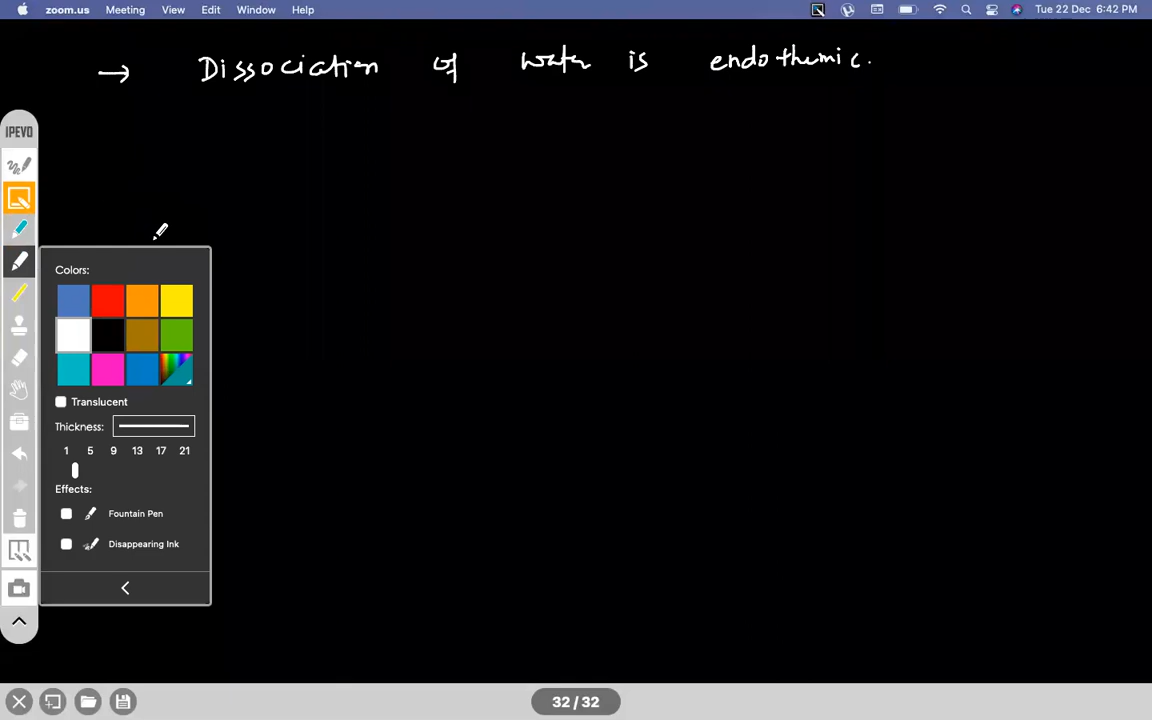 zoom.us Meeting View Edit Window Help Tue 22 Dec 6:42 PM
→ Dissociation of water is endothemic.
IPEVO
Colors:
Translucent
Thickness:
1 5 9 13 17 21
Effects:
Fountain Pen
Disappearing Ink
32 / 32